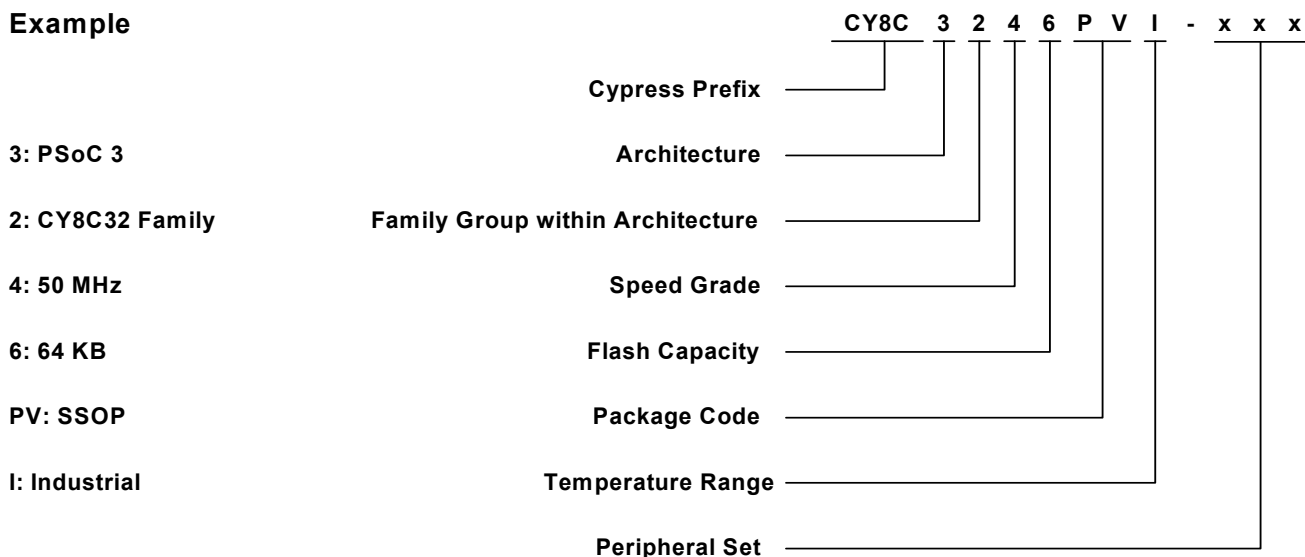 Example CY8C 3 2 4 6 P V I - x x x
Cypress Prefix
3: PSoC 3 Architecture
2: CY8C32 Family Family Group within Architecture
4: 50 MHz Speed Grade
6: 64 KB Flash Capacity
PV: SSOP Package Code
I: Industrial Temperature Range
Peripheral Set